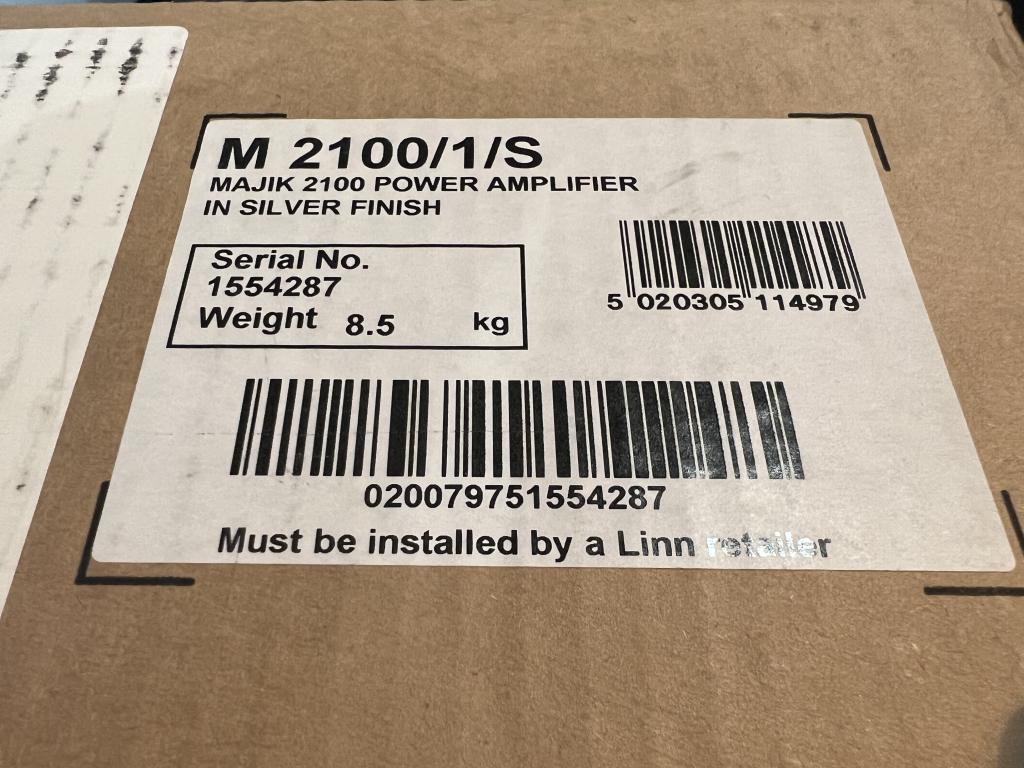 M 2100/1/S
MAJIK 2100 POWER AMPLIFIER
IN SILVER FINISH
Serial No.
1554287
Weight 8.5 kg
5 020305 114979
020079751554287
Must be installed by a Linn retailer